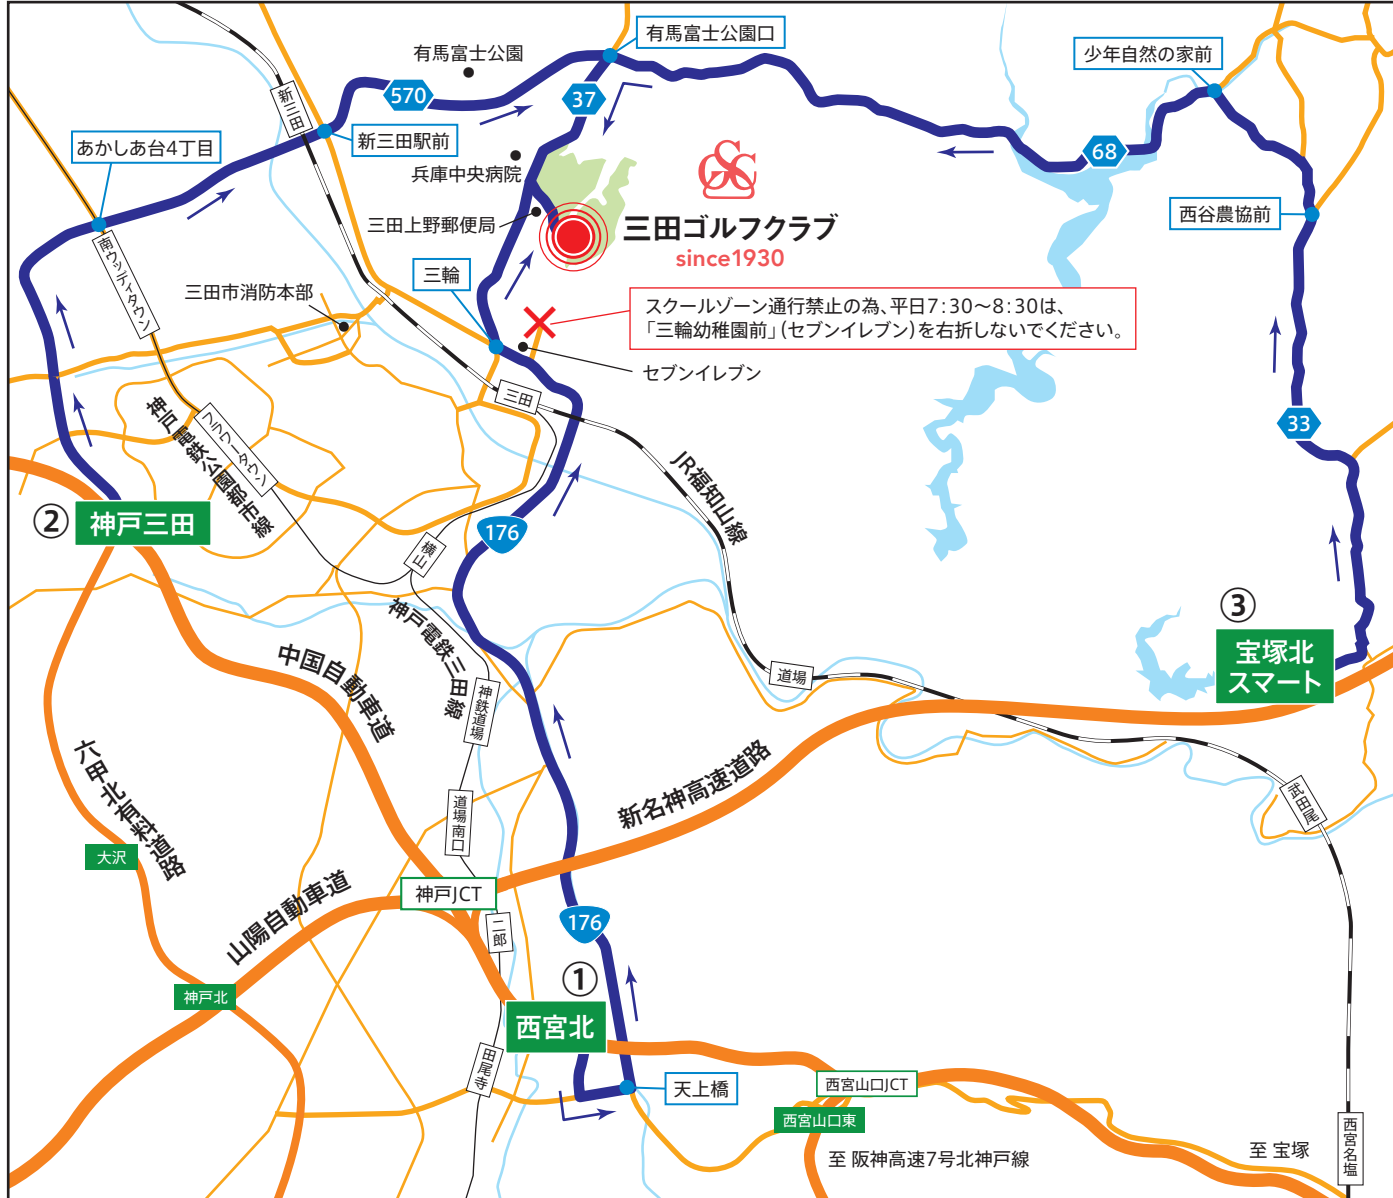 有馬富士公園口
有馬富士公園
少年自然の家前
570
37
新三田
新三田駅前
あかしあ台4丁目
兵庫中央病院
68
三田上野郵便局
三田ゴルフクラブ
since1930
西谷農協前
南ウッディタウン
三輪
三田市消防本部
スクールゾーン通行禁止の為、平日7:30〜8:30は、
「三輪幼稚園前」(セブンイレブン)を右折しないでください。
セブンイレブン
三田
フラワータウン
神戸電鉄公園都市線
33
JR福知山線
②
神戸三田
176
横山
神戸電鉄三田線
③
宝塚北
スマート
中国自動車道
道場
神鉄道場
六甲北有料道路
新名神高速道路
道場南口
武田尾
大沢
神戸JCT
山陽自動車道
二郎
176
①
神戸北
西宮北
田尾寺
天上橋
西宮山口JCT
西宮山口東
至 阪神高速7号北神戸線
至 宝塚
西宮名塩